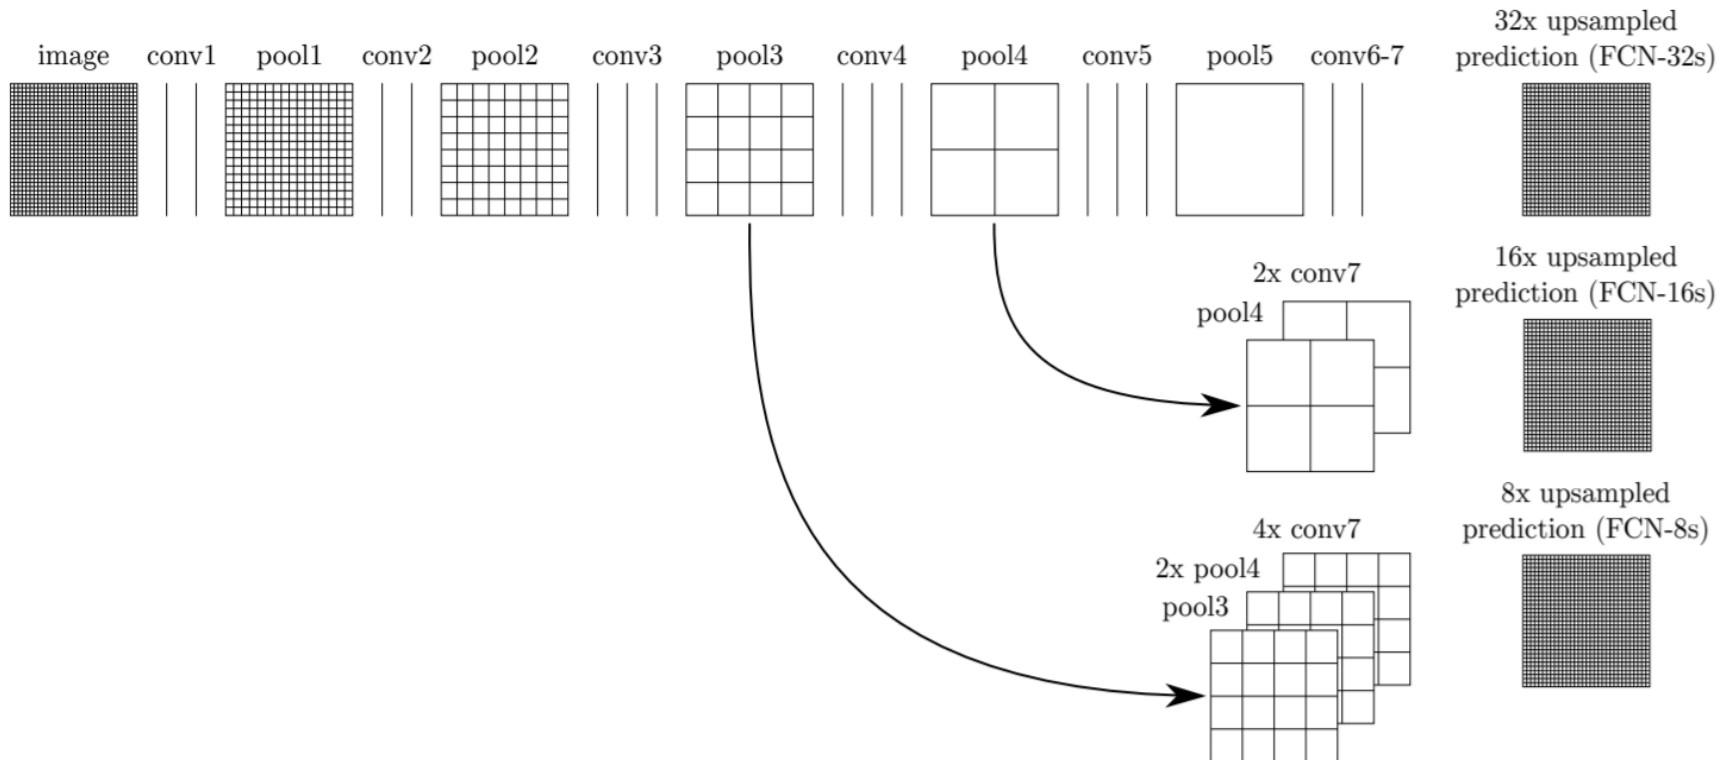 image conv1 pool1 conv2 pool2 conv3 pool3 conv4 pool4 conv5 pool5 conv6-7
32x upsampled
prediction (FCN-32s)
2x conv7
pool4
16x upsampled
prediction (FCN-16s)
4x conv7
2x pool4
pool3
8x upsampled
prediction (FCN-8s)